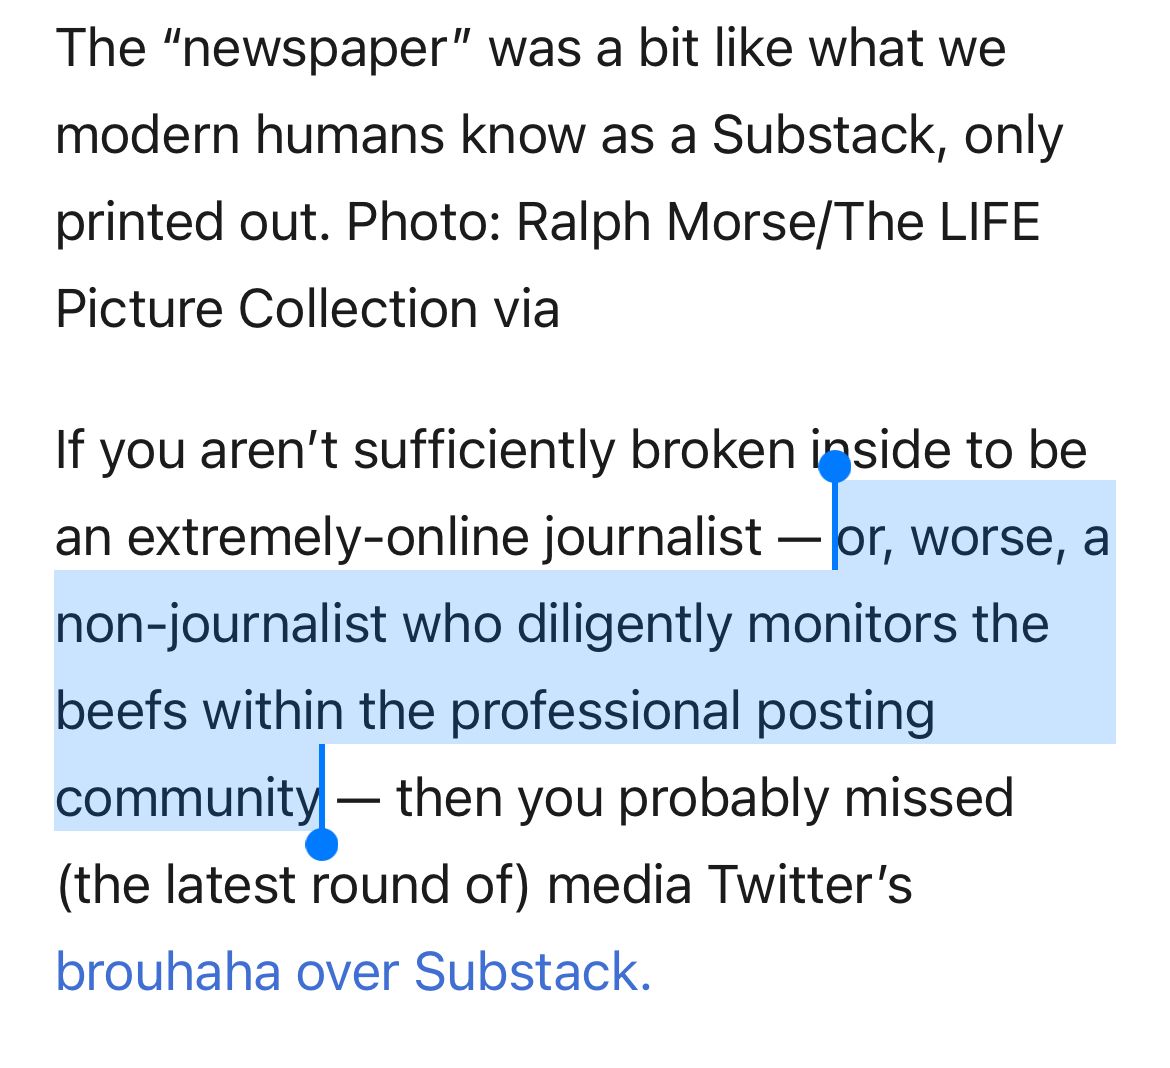 The “newspaper” was a bit like what we
modern humans know as a Substack, only
printed out. Photo: Ralph Morse/The LIFE
Picture Collection via
If you aren’t sufficiently broken inside to be
an extremely-online journalist — or, worse, a
non-journalist who diligently monitors the
beefs within the professional posting
community — then you probably missed
(the latest round of) media Twitter’s
brouhaha over Substack.